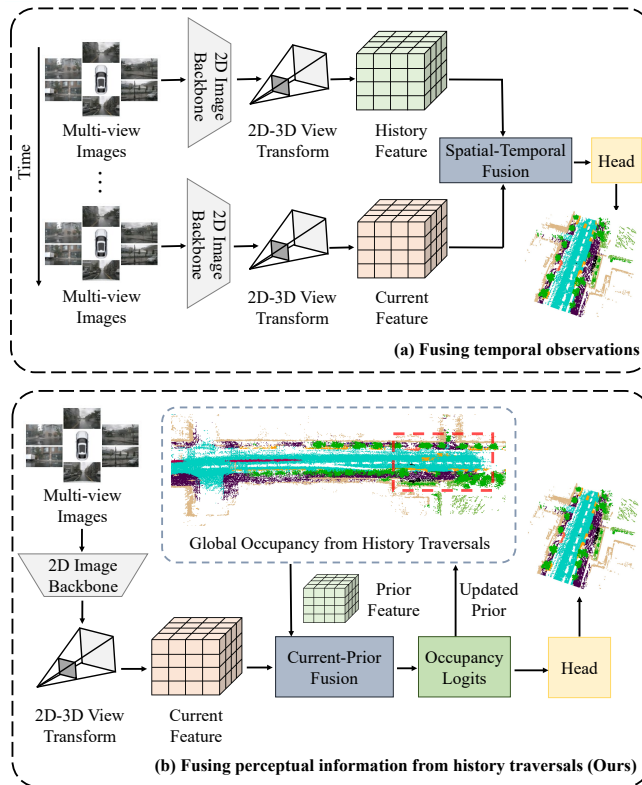 2D Image
Backbone
Multi-view
Images
2D-3D View
Transform
History
Feature
Time
Spatial-Temporal
Fusion
Head
2D Image
Backbone
Multi-view
Images
2D-3D View
Transform
Current
Feature
(a) Fusing temporal observations
Multi-view
Images
Global Occupancy from History Traversals
2D Image
Backbone
Prior
Feature
Updated
Prior
Current-Prior
Fusion
Occupancy
Logits
Head
2D-3D View
Transform
Current
Feature
(b) Fusing perceptual information from history traversals (Ours)